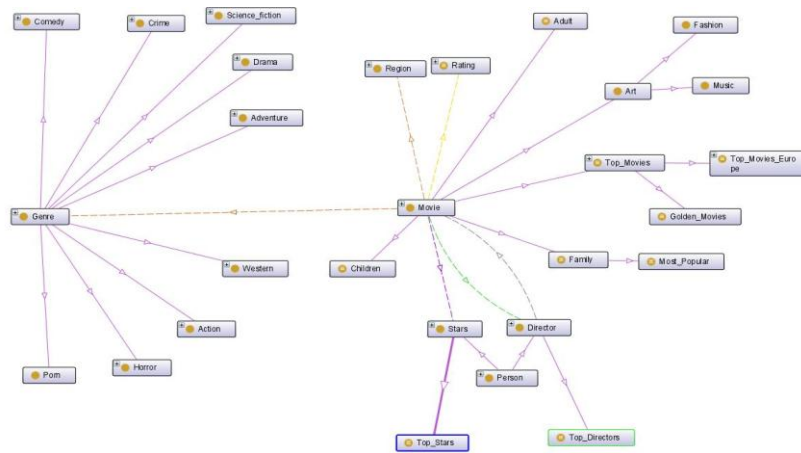 Comedy
Crime
Science_fiction
Adult
Fashion
Drama
Region
Rating
Art
Music
Adventure
Top_Movies
Top_Movies_Euro
pe
Genre
Movie
Golden_Movies
Western
Children
Family
Most_Popular
Action
Stars
Director
Porn
Horror
Person
Top_Stars
Top_Directors